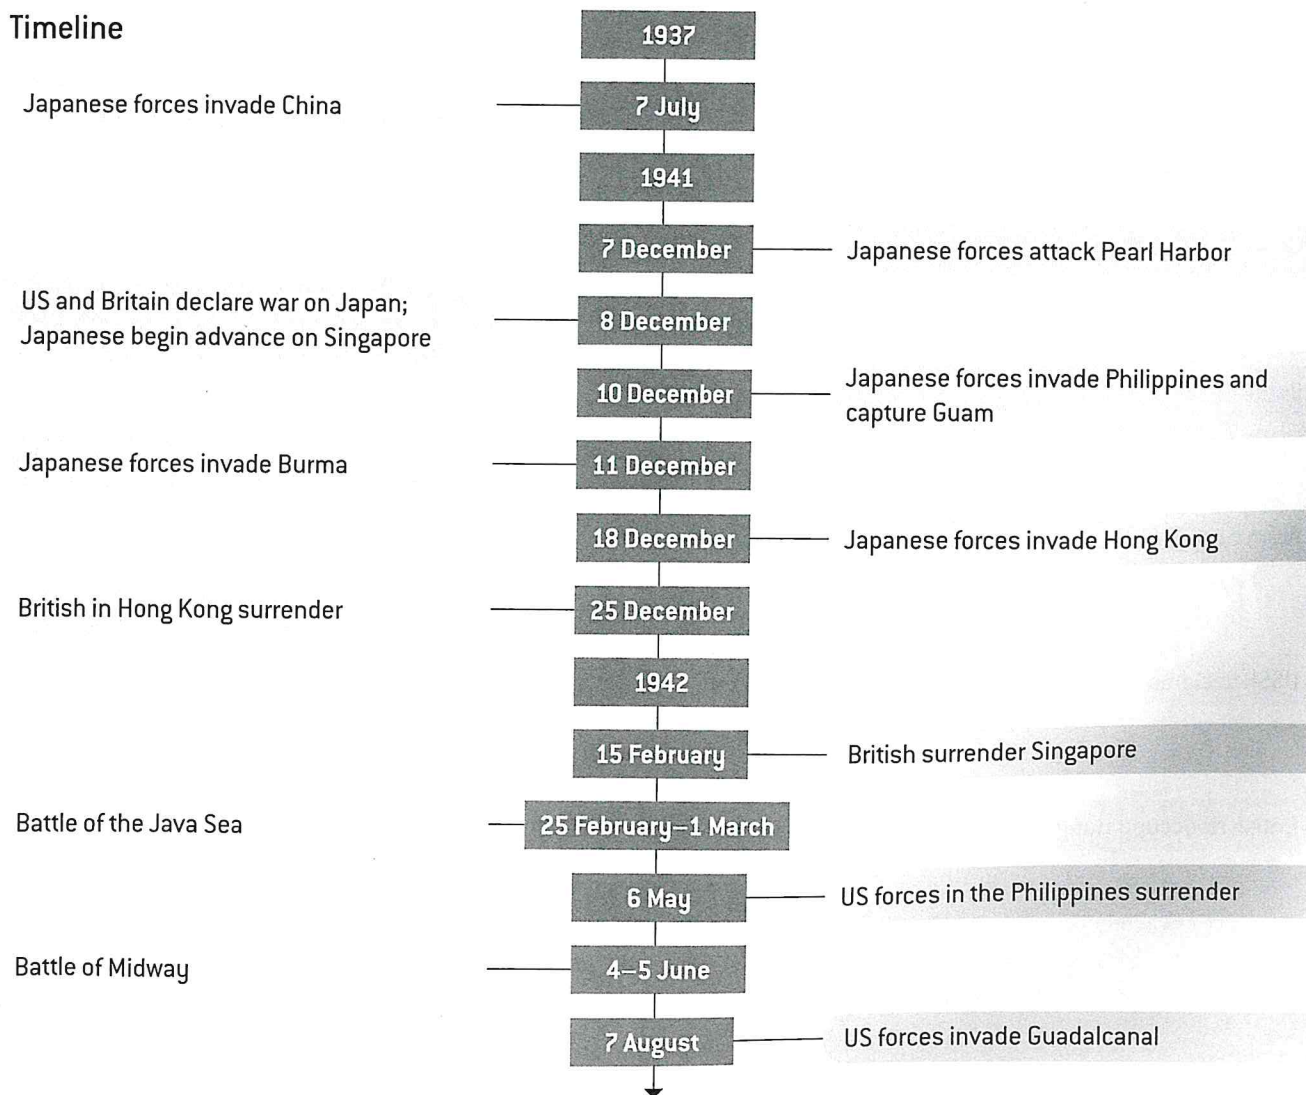 Timeline
1937
Japanese forces invade China
7 July
1941
7 December
Japanese forces attack Pearl Harbor
US and Britain declare war on Japan;
Japanese begin advance on Singapore
8 December
10 December
Japanese forces invade Philippines and
capture Guam
Japanese forces invade Burma
11 December
18 December
Japanese forces invade Hong Kong
British in Hong Kong surrender
25 December
1942
15 February
British surrender Singapore
Battle of the Java Sea
25 February–1 March
6 May
US forces in the Philippines surrender
Battle of Midway
4–5 June
7 August
US forces invade Guadalcanal